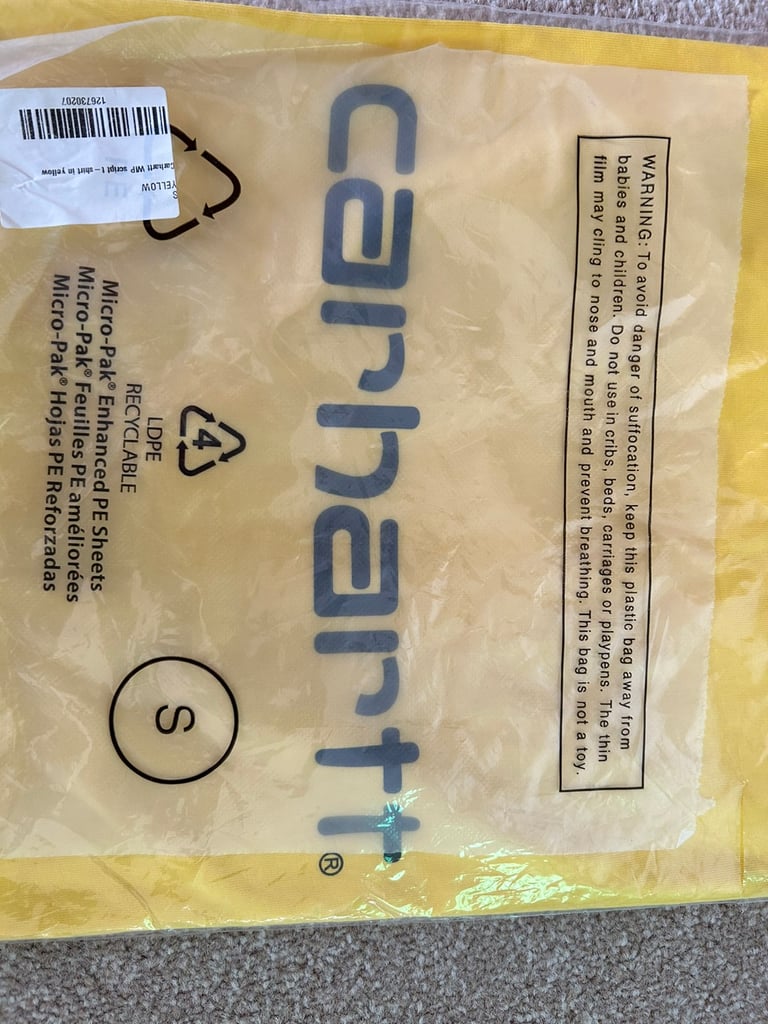 WARNING: To avoid danger of suffocation, keep this plastic bag away from
babies and children. Do not use in cribs, beds, carriages or playpens. The thin
film may cling to nose and mouth and prevent breathing. This bag is not a toy.
carhartt®
4
LDPE
RECYCLABLE
Micro-Pak® Enhanced PE Sheets
Micro-Pak® Feuilles PE améliorées
Micro-Pak® Hojas PE Reforzadas
S
S
YELLOW
Carhartt WIP script t-shirt in yellow
126730207